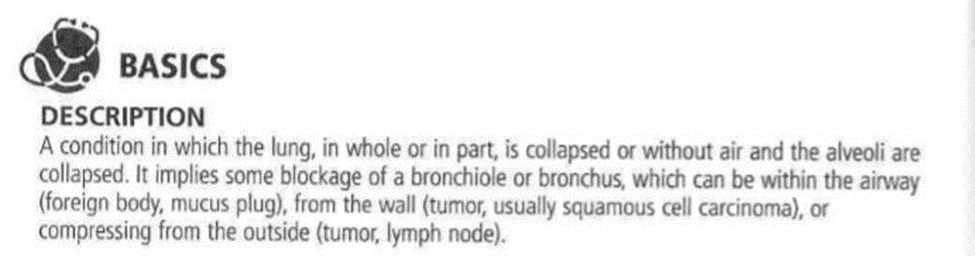 BASICS
DESCRIPTION
A condition in which the lung, in whole or in part, is collapsed or without air and the alveoli are
collapsed. It implies some blockage of a bronchiole or bronchus, which can be within the airway
(foreign body, mucus plug), from the wall (tumor, usually squamous cell carcinoma), or
compressing from the outside (tumor, lymph node).